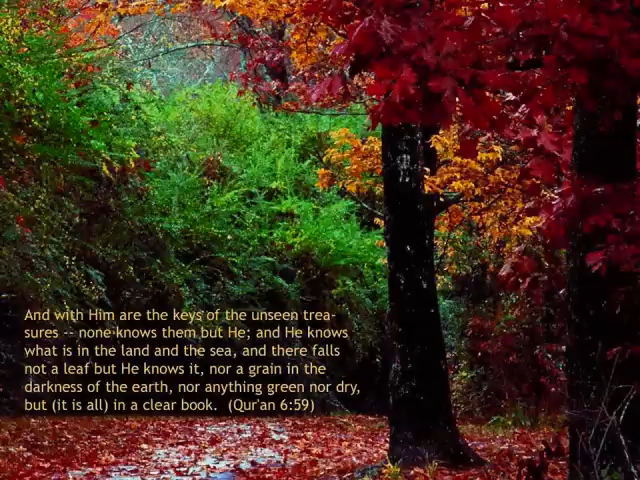 And with Him are the keys of the unseen trea-
sures -- none knows them but He; and He knows
what is in the land and the sea, and there falls
not a leaf but He knows it, nor a grain in the
darkness of the earth, nor anything green nor dry,
but (it is all) in a clear book.  (Qur'an 6:59)